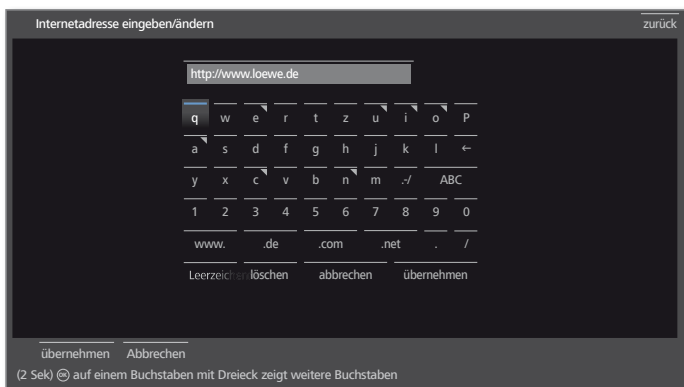 Internetadresse eingeben/ändern zurück
http://www.loewe.de
q w e r t z u i o P
a s d f g h j k l ←
y x c v b n m .-/ ABC
1 2 3 4 5 6 7 8 9 0
www. .de .com .net . /
Leerzeichen löschen abbrechen übernehmen
übernehmen Abbrechen
(2 Sek) OK auf einem Buchstaben mit Dreieck zeigt weitere Buchstaben